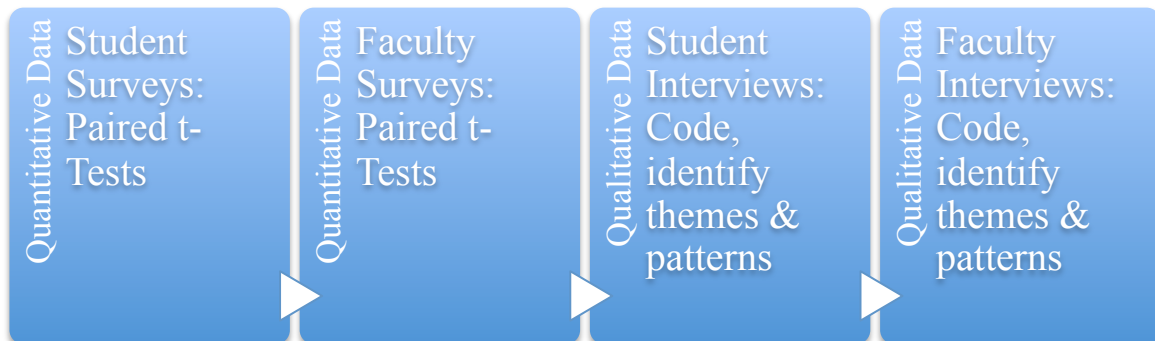 Quantitative Data
Student
Surveys:
Paired t-
Tests
Quantitative Data
Faculty
Surveys:
Paired t-
Tests
Qualitative Data
Student
Interviews:
Code,
identify
themes &
patterns
Qualitative Data
Faculty
Interviews:
Code,
identify
themes &
patterns